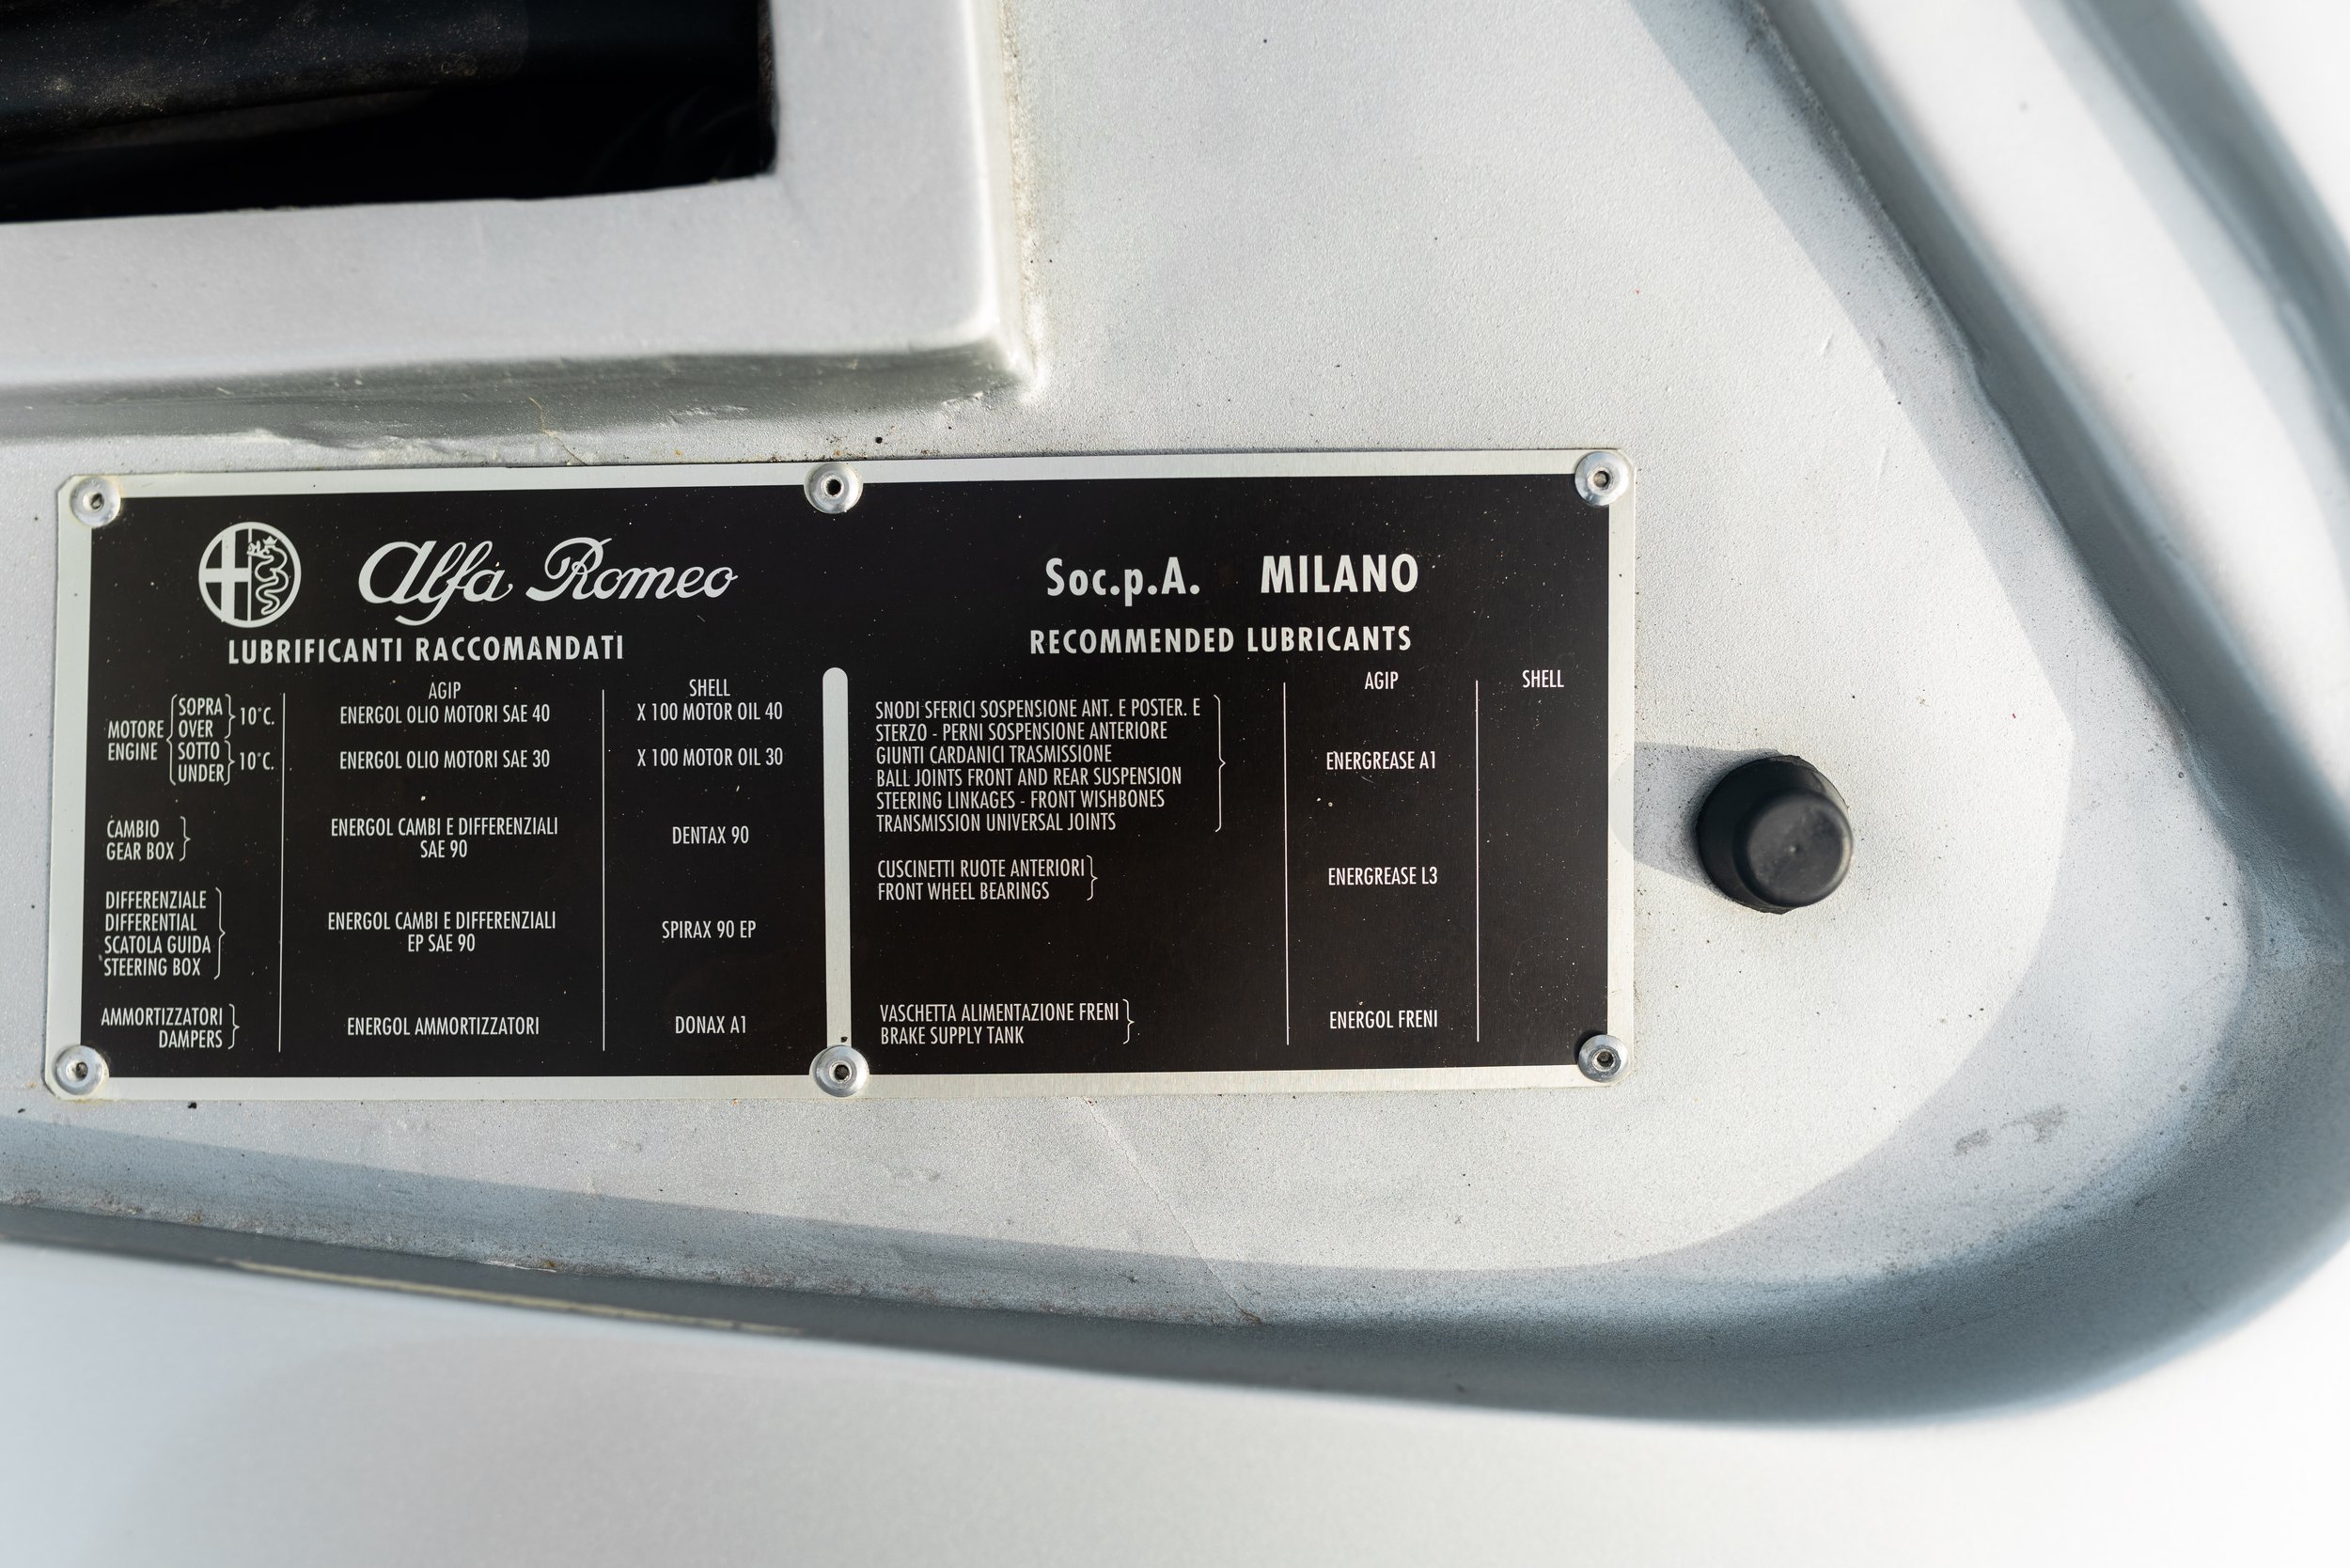 Alfa Romeo
LUBRIFICANTI RACCOMANDATI
AGIP
SHELL
MOTORE
ENGINE
SOPRA
OVER
10°C.
SOTTO
UNDER
10°C.
ENERGOL OLIO MOTORI SAE 40
X 100 MOTOR OIL 40
ENERGOL OLIO MOTORI SAE 30
X 100 MOTOR OIL 30
CAMBIO
GEAR BOX
ENERGOL CAMBI E DIFFERENZIALI
SAE 90
DENTAX 90
DIFFERENZIALE
DIFFERENTIAL
SCATOLA GUIDA
STEERING BOX
ENERGOL CAMBI E DIFFERENZIALI
EP SAE 90
SPIRAX 90 EP
AMMORTIZZATORI
DAMPERS
ENERGOL AMMORTIZZATORI
DONAX A1
Soc.p.A. MILANO
RECOMMENDED LUBRICANTS
AGIP
SHELL
SNODI SFERICI SOSPENSIONE ANT. E POSTER. E
STERZO - PERNI SOSPENSIONE ANTERIORE
GIUNTI CARDANICI TRASMISSIONE
BALL JOINTS FRONT AND REAR SUSPENSION
STEERING LINKAGES - FRONT WISHBONES
TRANSMISSION UNIVERSAL JOINTS
ENERGREASE A1
CUSCINETTI RUOTE ANTERIORI
FRONT WHEEL BEARINGS
ENERGREASE L3
VASCHETTA ALIMENTAZIONE FRENI
BRAKE SUPPLY TANK
ENERGOL FRENI